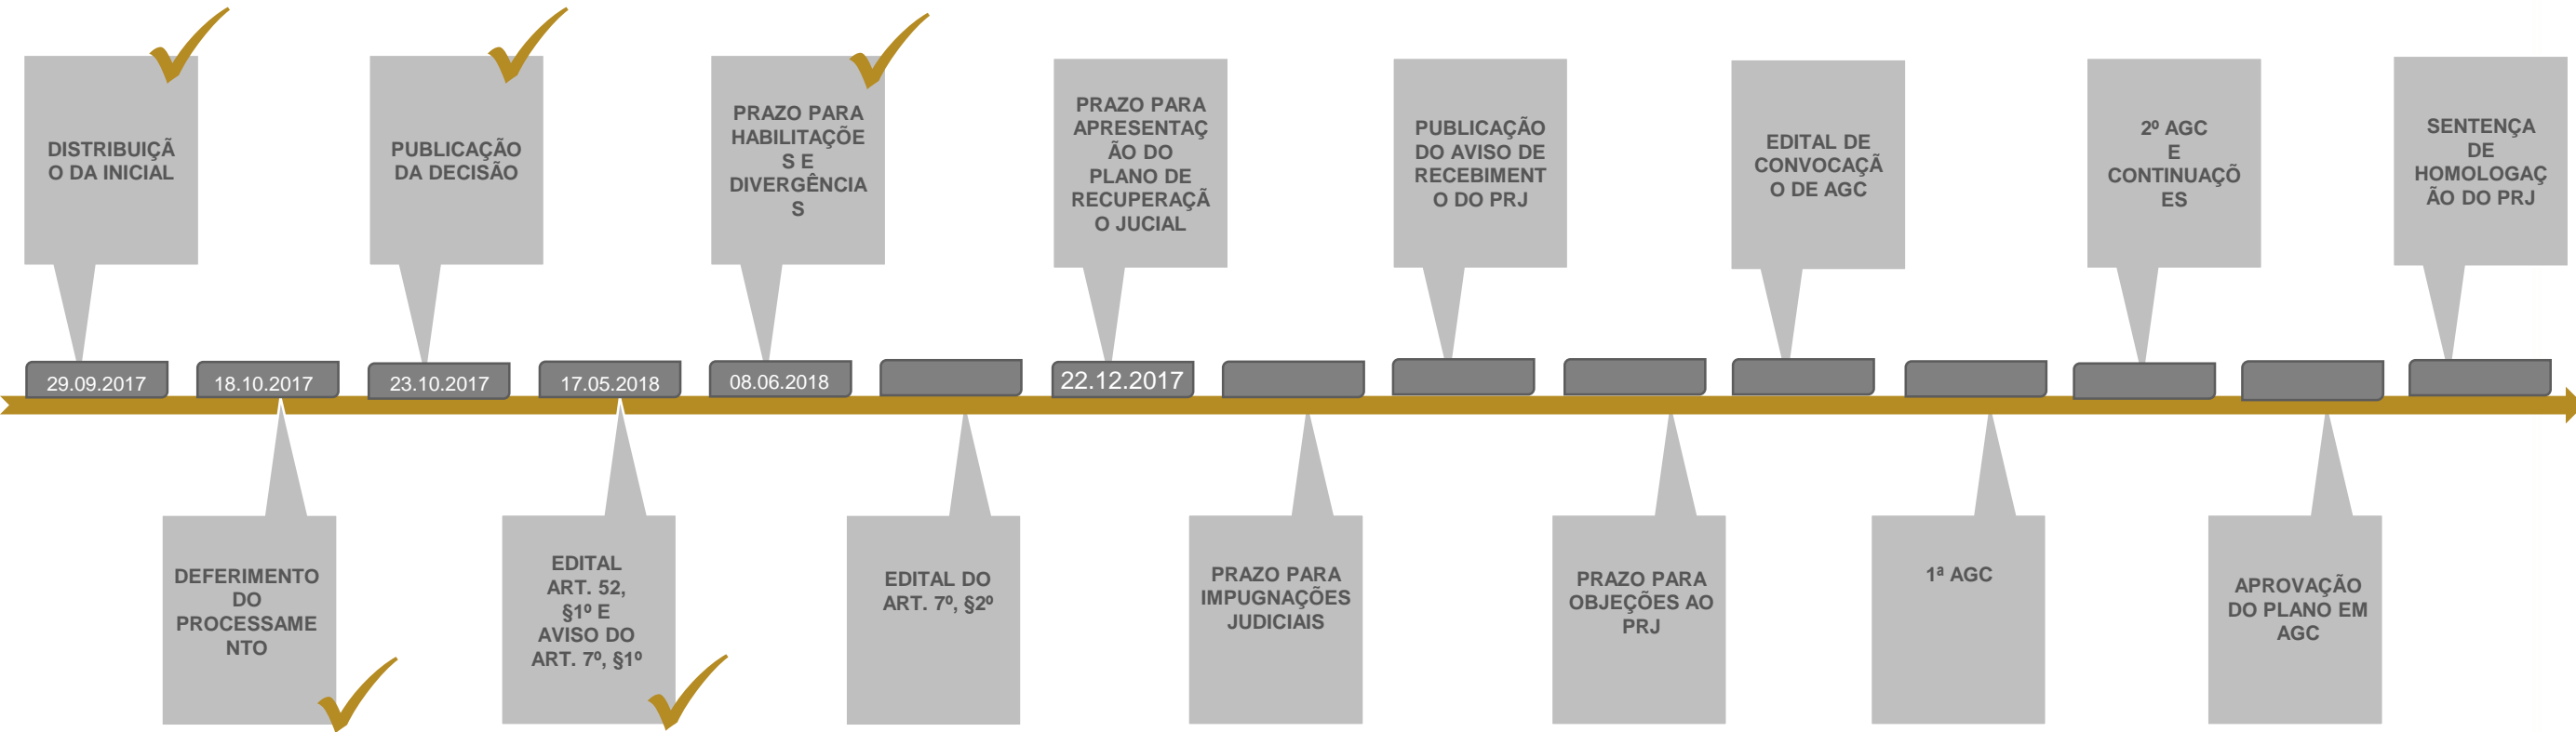 DISTRIBUIÇÃ
O DA INICIAL
PUBLICAÇÃO
DA DECISÃO
PRAZO PARA
HABILITAÇÕE
S E
DIVERGÊNCIA
S
PRAZO PARA
APRESENTAÇ
ÃO DO
PLANO DE
RECUPERAÇÃ
O JUCIAL
PUBLICAÇÃO
DO AVISO DE
RECEBIMENT
O DO PRJ
EDITAL DE
CONVOCAÇÃ
O DE AGC
2º AGC
E
CONTINUAÇÕ
ES
SENTENÇA
DE
HOMOLOGAÇ
ÃO DO PRJ
29.09.2017
18.10.2017
23.10.2017
17.05.2018
08.06.2018
22.12.2017
DEFERIMENTO
DO
PROCESSAME
NTO
EDITAL
ART. 52,
§1º E
AVISO DO
ART. 7º, §1º
EDITAL DO
ART. 7º, §2º
PRAZO PARA
IMPUGNAÇÕES
JUDICIAIS
PRAZO PARA
OBJEÇÕES AO
PRJ
1ª AGC
APROVAÇÃO
DO PLANO EM
AGC